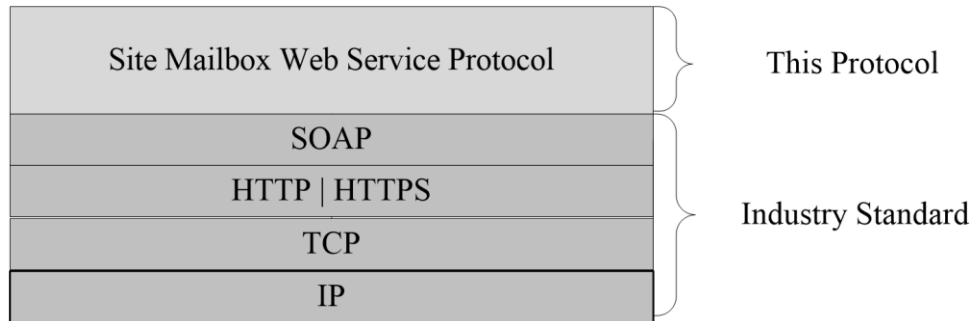 Site Mailbox Web Service Protocol
This Protocol
SOAP
HTTP | HTTPS
TCP
IP
Industry Standard